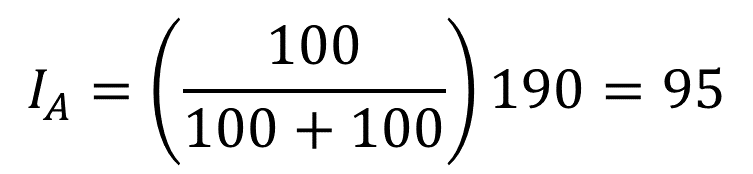 I_A = (100 / (100 + 100)) 190 = 95